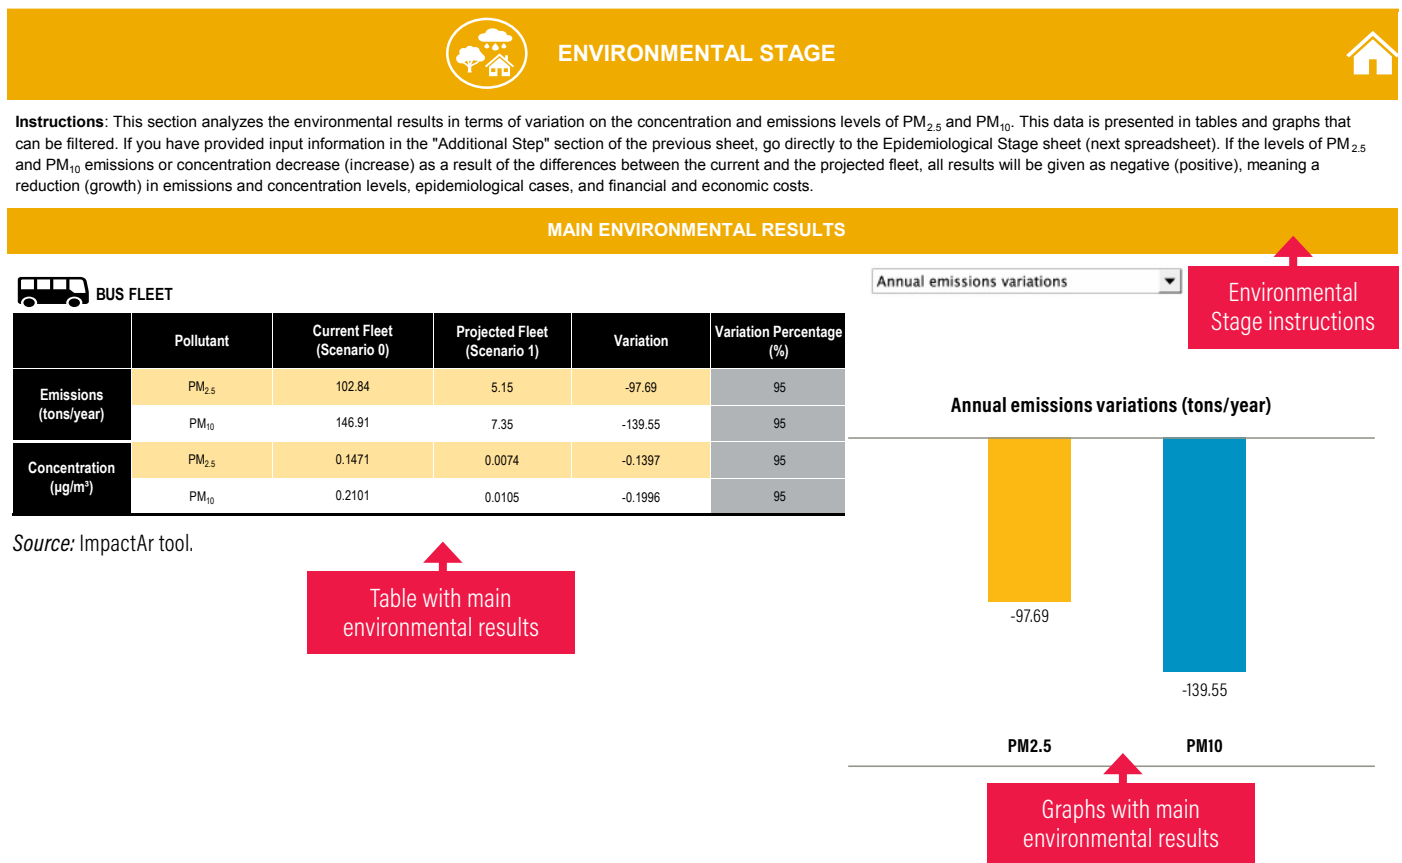 ENVIRONMENTAL STAGE
Instructions: This section analyzes the environmental results in terms of variation on the concentration and emissions levels of PM2.5 and PM10. This data is presented in tables and graphs that
can be filtered. If you have provided input information in the "Additional Step" section of the previous sheet, go directly to the Epidemiological Stage sheet (next spreadsheet). If the levels of PM 2.5
and PM10 emissions or concentration decrease (increase) as a result of the differences between the current and the projected fleet, all results will be given as negative (positive), meaning a
reduction (growth) in emissions and concentration levels, epidemiological cases, and financial and economic costs.
MAIN ENVIRONMENTAL RESULTS
BUS FLEET
Pollutant
Current Fleet
(Scenario 0)
Projected Fleet
(Scenario 1)
Variation
Variation Percentage
(%)
Emissions
(tons/year)
PM2.5 102.84 5.15 -97.69 95
PM10 146.91 7.35 -139.55 95
Concentration
(µg/m³)
PM2.5 0.1471 0.0074 -0.1397 95
PM10 0.2101 0.0105 -0.1996 95
Source: ImpactAr tool.
Table with main
environmental results
Annual emissions variations
Environmental
Stage instructions
Annual emissions variations (tons/year)
-97.69
-139.55
PM2.5 PM10
Graphs with main
environmental results